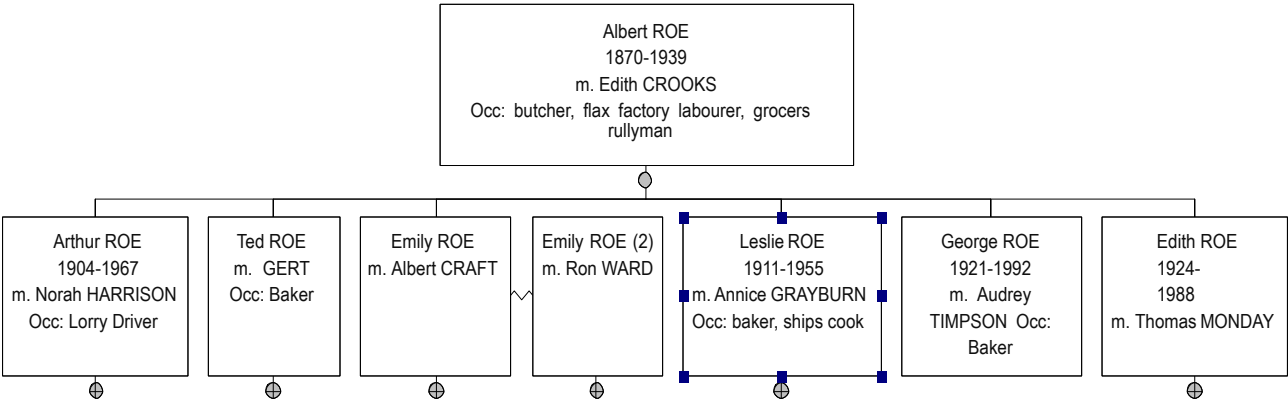 Albert ROE
1870-1939
m. Edith CROOKS
Occ: butcher, flax factory labourer, grocers
rullyman
Arthur ROE
1904-1967
m. Norah HARRISON
Occ: Lorry Driver
Ted ROE
m. GERT
Occ: Baker
Emily ROE
m. Albert CRAFT
Emily ROE (2)
m. Ron WARD
Leslie ROE
1911-1955
m. Annice GRAYBURN
Occ: baker, ships cook
George ROE
1921-1992
m. Audrey
TIMPSON Occ:
Baker
Edith ROE
1924-
1988
m. Thomas MONDAY